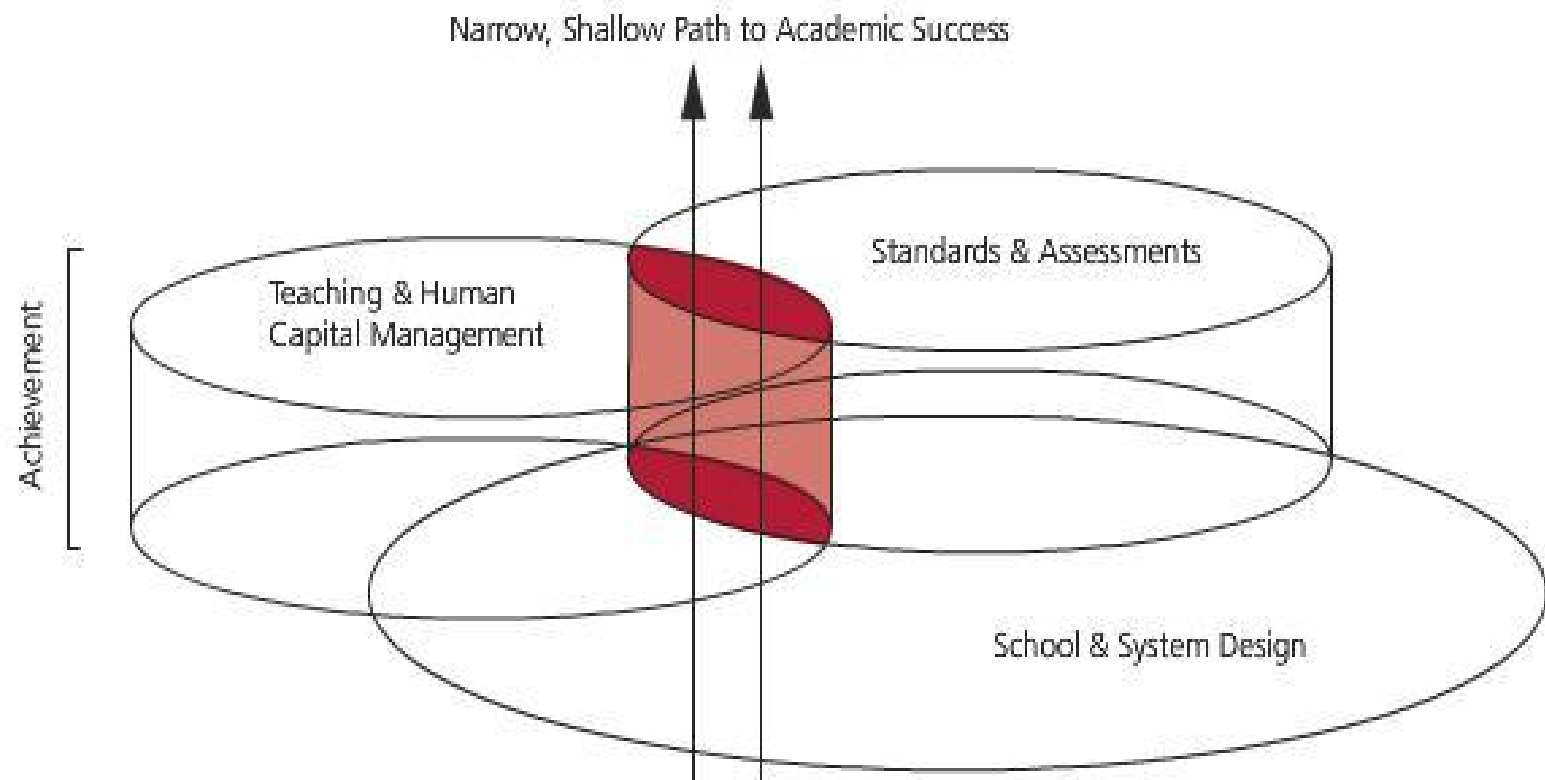 Narrow, Shallow Path to Academic Success
Standards & Assessments
Teaching & Human
Capital Management
Achievement
School & System Design